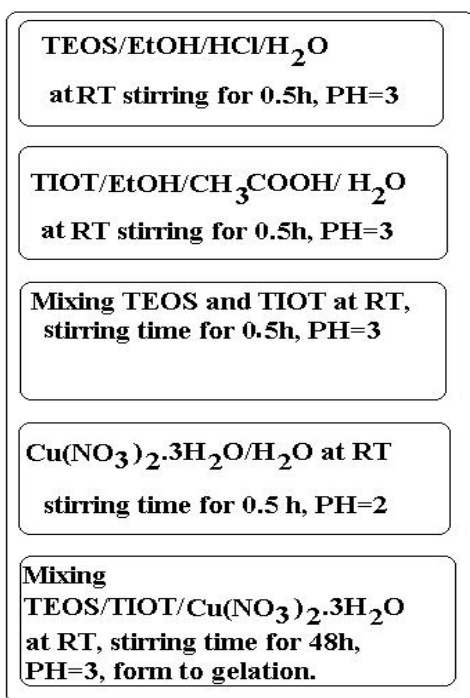 TEOS/EtOH/HCl/H2O
at RT stirring for 0.5h, PH=3
TIOT/EtOH/CH3COOH/ H2O
at RT stirring for 0.5h, PH=3
Mixing TEOS and TIOT at RT,
stirring time for 0.5h, PH=3
Cu(NO3)2.3H2O/H2O at RT
stirring time for 0.5 h, PH=2
Mixing
TEOS/TIOT/Cu(NO3)2.3H2O
at RT, stirring time for 48h,
PH=3, form to gelation.